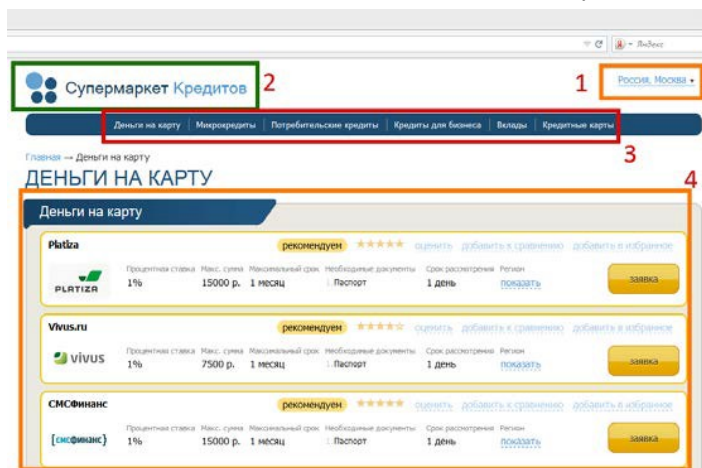 Яндекс
Супермаркет Кредитов
2
1
Россия, Москва
Деньги на карту Микрокредиты Потребительские кредиты Кредиты для бизнеса Вклады Кредитные карты
3
Главная → Деньги на карту
ДЕНЬГИ НА КАРТУ
4
Деньги на карту
Platiza рекомендуем оценить добавить к сравнению добавить в избранное
Процентная ставка Макс. сумма Максимальный срок Необходимые документы Срок рассмотрения Регион
PLATIZA 1% 15000 р. 1 месяц 1. Паспорт 1 день показать заявка
Vivus.ru рекомендуем оценить добавить к сравнению добавить в избранное
Процентная ставка Макс. сумма Максимальный срок Необходимые документы Срок рассмотрения Регион
vivus 1% 7500 р. 1 месяц 1. Паспорт 1 день показать заявка
СМСФинанс рекомендуем оценить добавить к сравнению добавить в избранное
Процентная ставка Макс. сумма Максимальный срок Необходимые документы Срок рассмотрения Регион
{смсфинанс} 1% 15000 р. 1 месяц 1. Паспорт 1 день показать заявка